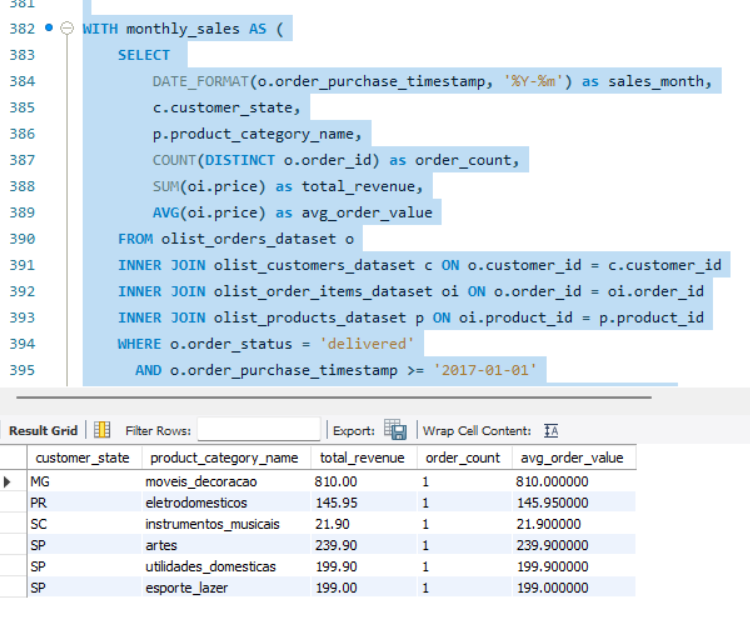 381
382 WITH monthly_sales AS (
383 SELECT
384 DATE_FORMAT(o.order_purchase_timestamp, '%Y-%m') as sales_month,
385 c.customer_state,
386 p.product_category_name,
387 COUNT(DISTINCT o.order_id) as order_count,
388 SUM(oi.price) as total_revenue,
389 AVG(oi.price) as avg_order_value
390 FROM olist_orders_dataset o
391 INNER JOIN olist_customers_dataset c ON o.customer_id = c.customer_id
392 INNER JOIN olist_order_items_dataset oi ON o.order_id = oi.order_id
393 INNER JOIN olist_products_dataset p ON oi.product_id = p.product_id
394 WHERE o.order_status = 'delivered'
395 AND o.order_purchase_timestamp >= '2017-01-01'
Result Grid Filter Rows: Export: Wrap Cell Content: IA
customer_state product_category_name total_revenue order_count avg_order_value
MG moveis_decoracao 810.00 1 810.000000
PR eletrodomesticos 145.95 1 145.950000
SC instrumentos_musicais 21.90 1 21.900000
SP artes 239.90 1 239.900000
SP utilidades_domesticas 199.90 1 199.900000
SP esporte_lazer 199.00 1 199.000000